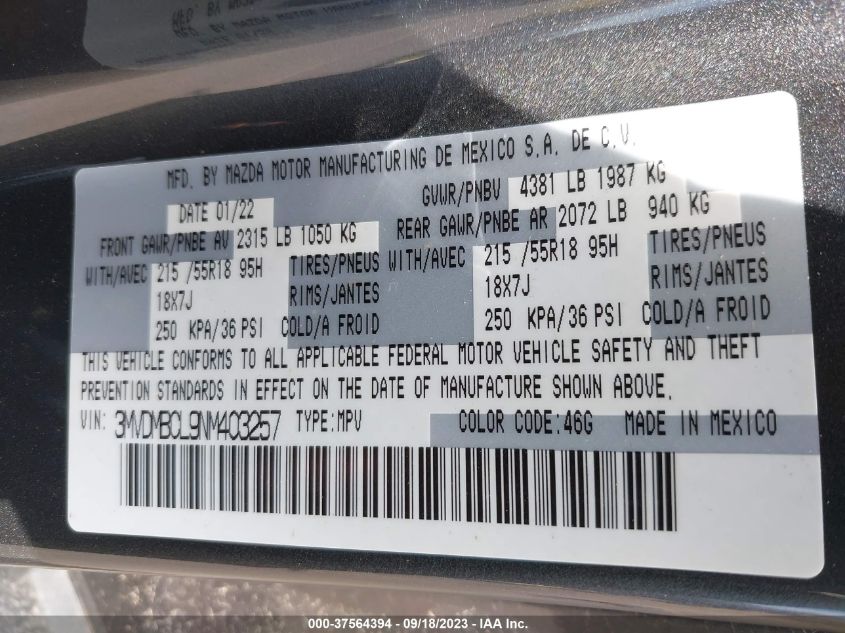 MFD. BY MAZDA MOTOR MANUFACTURING DE MEXICO S.A. DE C.V.
DATE 01/22 GVWR/PNBV 4381 LB 1987 KG
FRONT GAWR/PNBE AV 2315 LB 1050 KG REAR GAWR/PNBE AR 2072 LB 940 KG
WITH/AVEC 215 /55R18 95H TIRES/PNEUS WITH/AVEC 215 /55R18 95H TIRES/PNEUS
18X7J RIMS/JANTES 18X7J RIMS/JANTES
250 KPA/36 PSI COLD/A FROID 250 KPA/36 PSI COLD/A FROID
THIS VEHICLE CONFORMS TO ALL APPLICABLE FEDERAL MOTOR VEHICLE SAFETY AND THEFT
PREVENTION STANDARDS IN EFFECT ON THE DATE OF MANUFACTURE SHOWN ABOVE.
VIN: 3MVDMBCL9NM403257 TYPE:MPV COLOR CODE:46G MADE IN MEXICO
000-37564394 - 09/18/2023 - IAAI.com